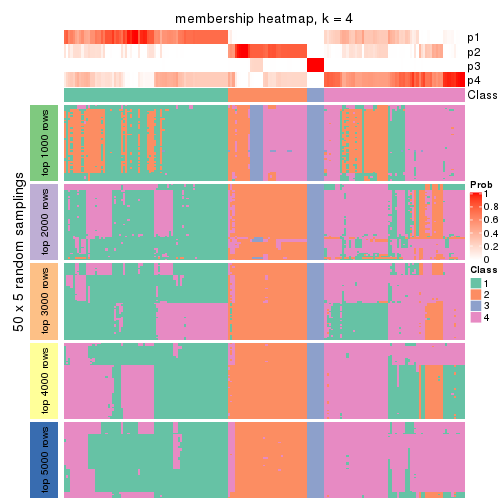 membership heatmap, k = 4
p1
p2
p3
p4
Class
50 x 5 random samplings
top 1000 rows
top 2000 rows
top 3000 rows
top 4000 rows
top 5000 rows
Prob
1
0.8
0.6
0.4
0.2
0
Class
1
2
3
4